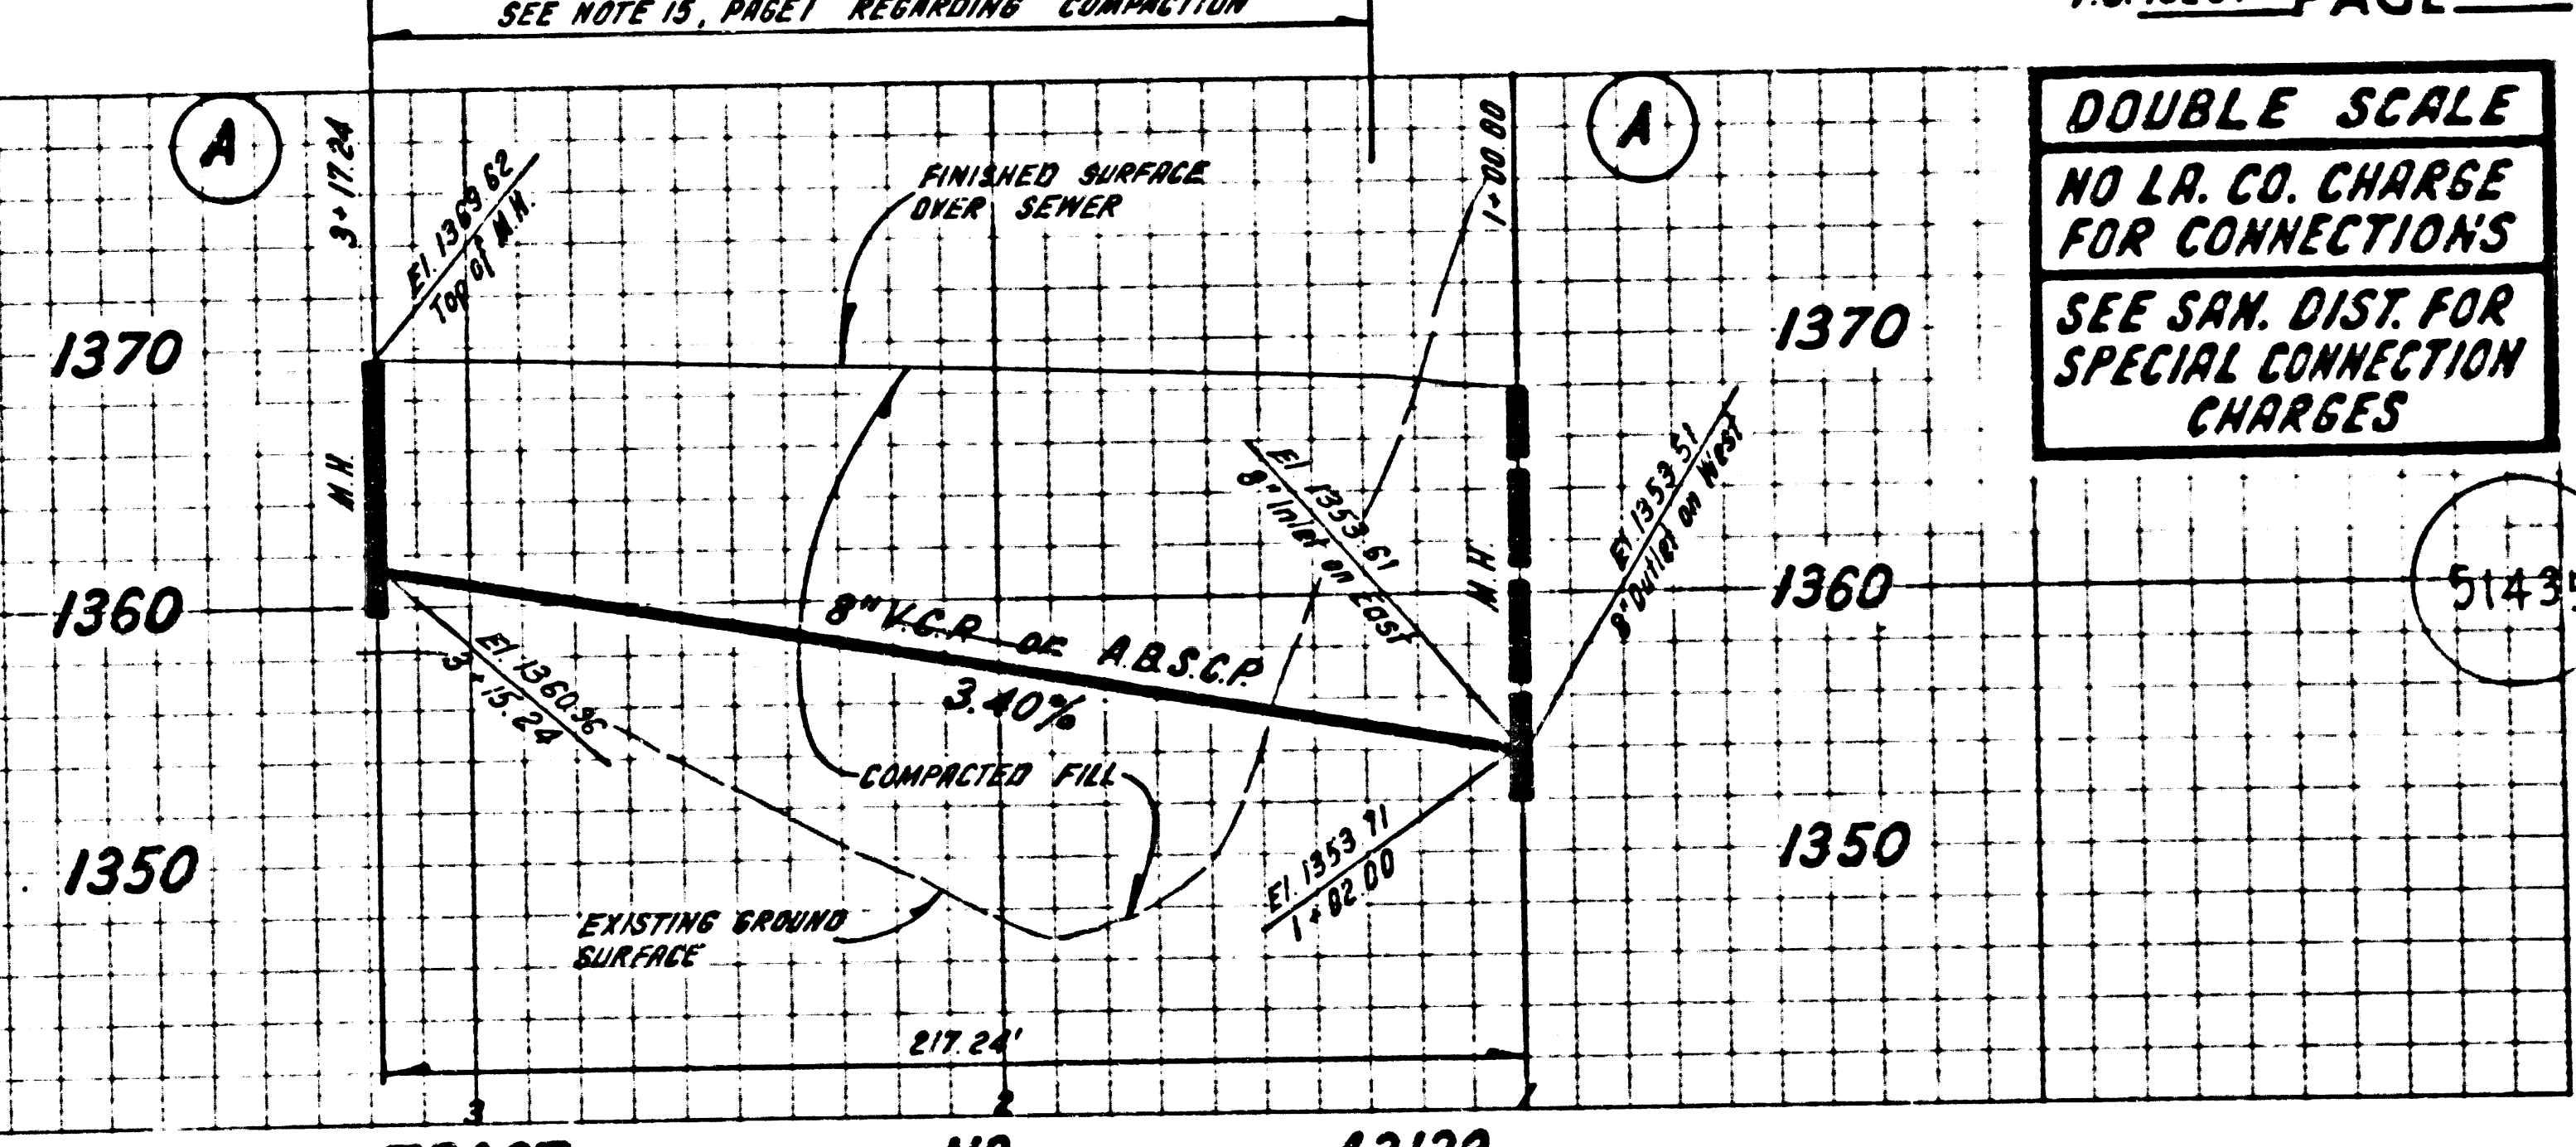 SEE NOTE 15, PAGE 1 REGARDING COMPACTION
PAGE
A
3+17.24
El. 1369.62
Top of M.H.
FINISHED SURFACE
OVER SEWER
1+00.00
A
DOUBLE SCALE
NO L.A. CO. CHARGE
FOR CONNECTIONS
SEE SAN. DIST. FOR
SPECIAL CONNECTION
CHARGES
1370
1370
M.H.
El 1353.61
8" Inlet on East
M.H.
El. 1353.51
8" Outlet on West
1360
1360
8" V.C.P. OR A.B.S.C.P.
3.40%
El. 1360.96
3+15.24
COMPACTED FILL
1350
1350
El. 1353.71
1+02.00
EXISTING GROUND
SURFACE
217.24'
3
2
1